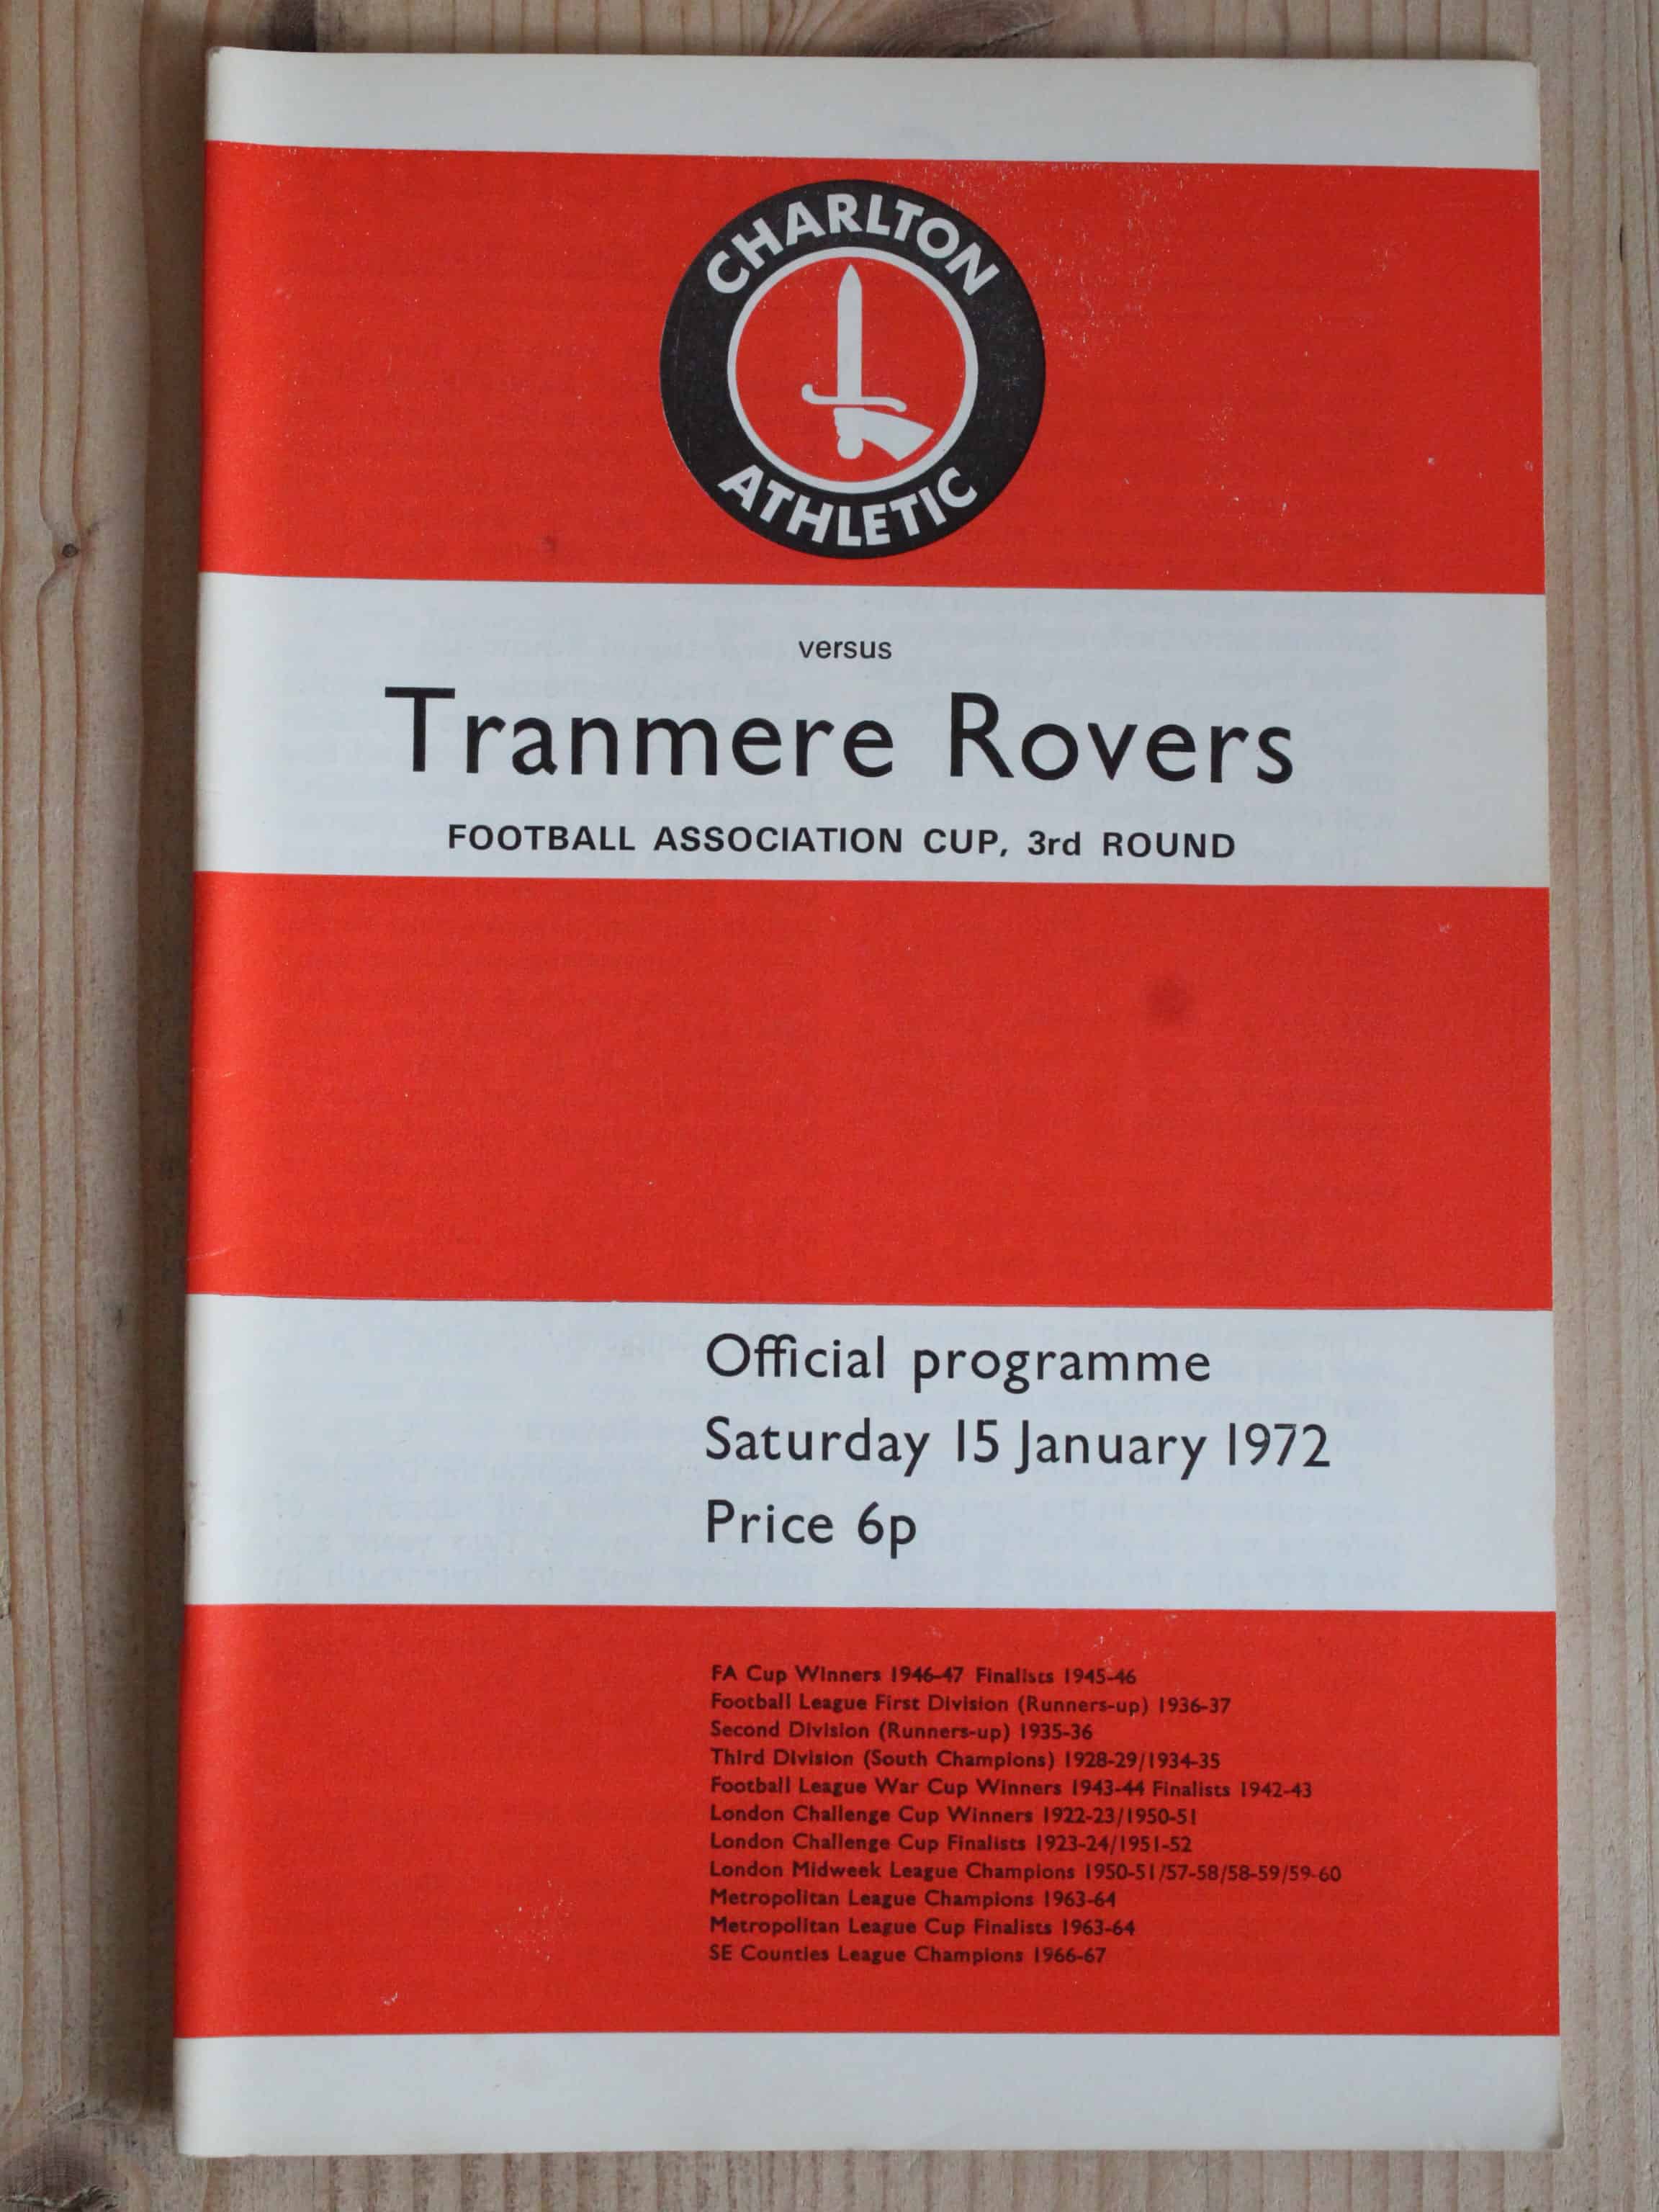 CHARLTON
ATHLETIC
versus
Tranmere Rovers
FOOTBALL ASSOCIATION CUP, 3rd ROUND
Official programme
Saturday 15 January 1972
Price 6p
FA Cup Winners 1946-47 Finalists 1945-46
Football League First Division (Runners-up) 1936-37
Second Division (Runners-up) 1935-36
Third Division (South Champions) 1928-29/1934-35
Football League War Cup Winners 1943-44 Finalists 1942-43
London Challenge Cup Winners 1922-23/1950-51
London Challenge Cup Finalists 1923-24/1951-52
London Midweek League Champions 1950-51/57-58/58-59/59-60
Metropolitan League Champions 1963-64
Metropolitan League Cup Finalists 1963-64
SE Counties League Champions 1966-67